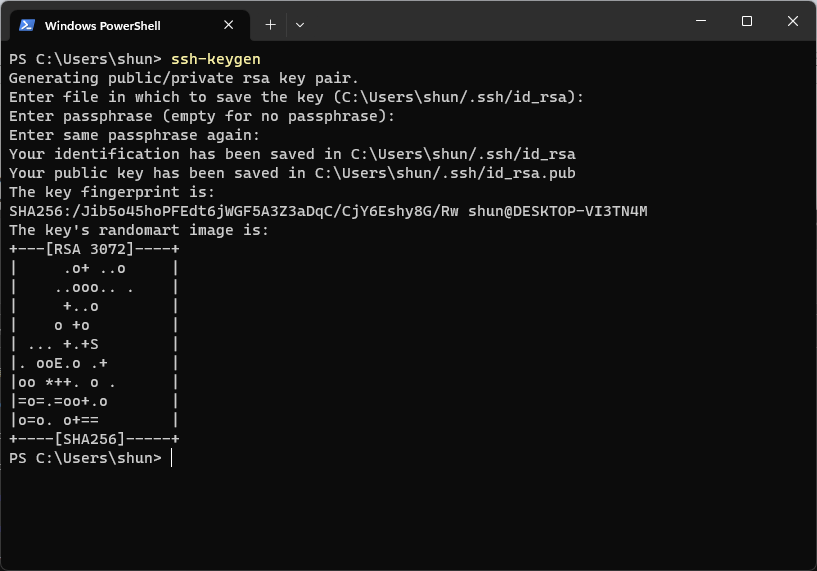 Windows PowerShell
PS C:\Users\shun> ssh-keygen
Generating public/private rsa key pair.
Enter file in which to save the key (C:\Users\shun/.ssh/id_rsa):
Enter passphrase (empty for no passphrase):
Enter same passphrase again:
Your identification has been saved in C:\Users\shun/.ssh/id_rsa
Your public key has been saved in C:\Users\shun/.ssh/id_rsa.pub
The key fingerprint is:
SHA256:/Jib5o45hoPFEdt6jWGF5A3Z3aDqC/CjY6Eshy8G/Rw shun@DESKTOP-VI3TN4M
The key's randomart image is:
+---[RSA 3072]----+
|     .o+ ..o     |
|    ..ooo.. .    |
|     +..o        |
|    o +o         |
| ... +.+S        |
|. ooE.o .+       |
|oo *++. o .      |
|=o=.=oo+.o       |
|o=o. o+==        |
+----[SHA256]-----+
PS C:\Users\shun>